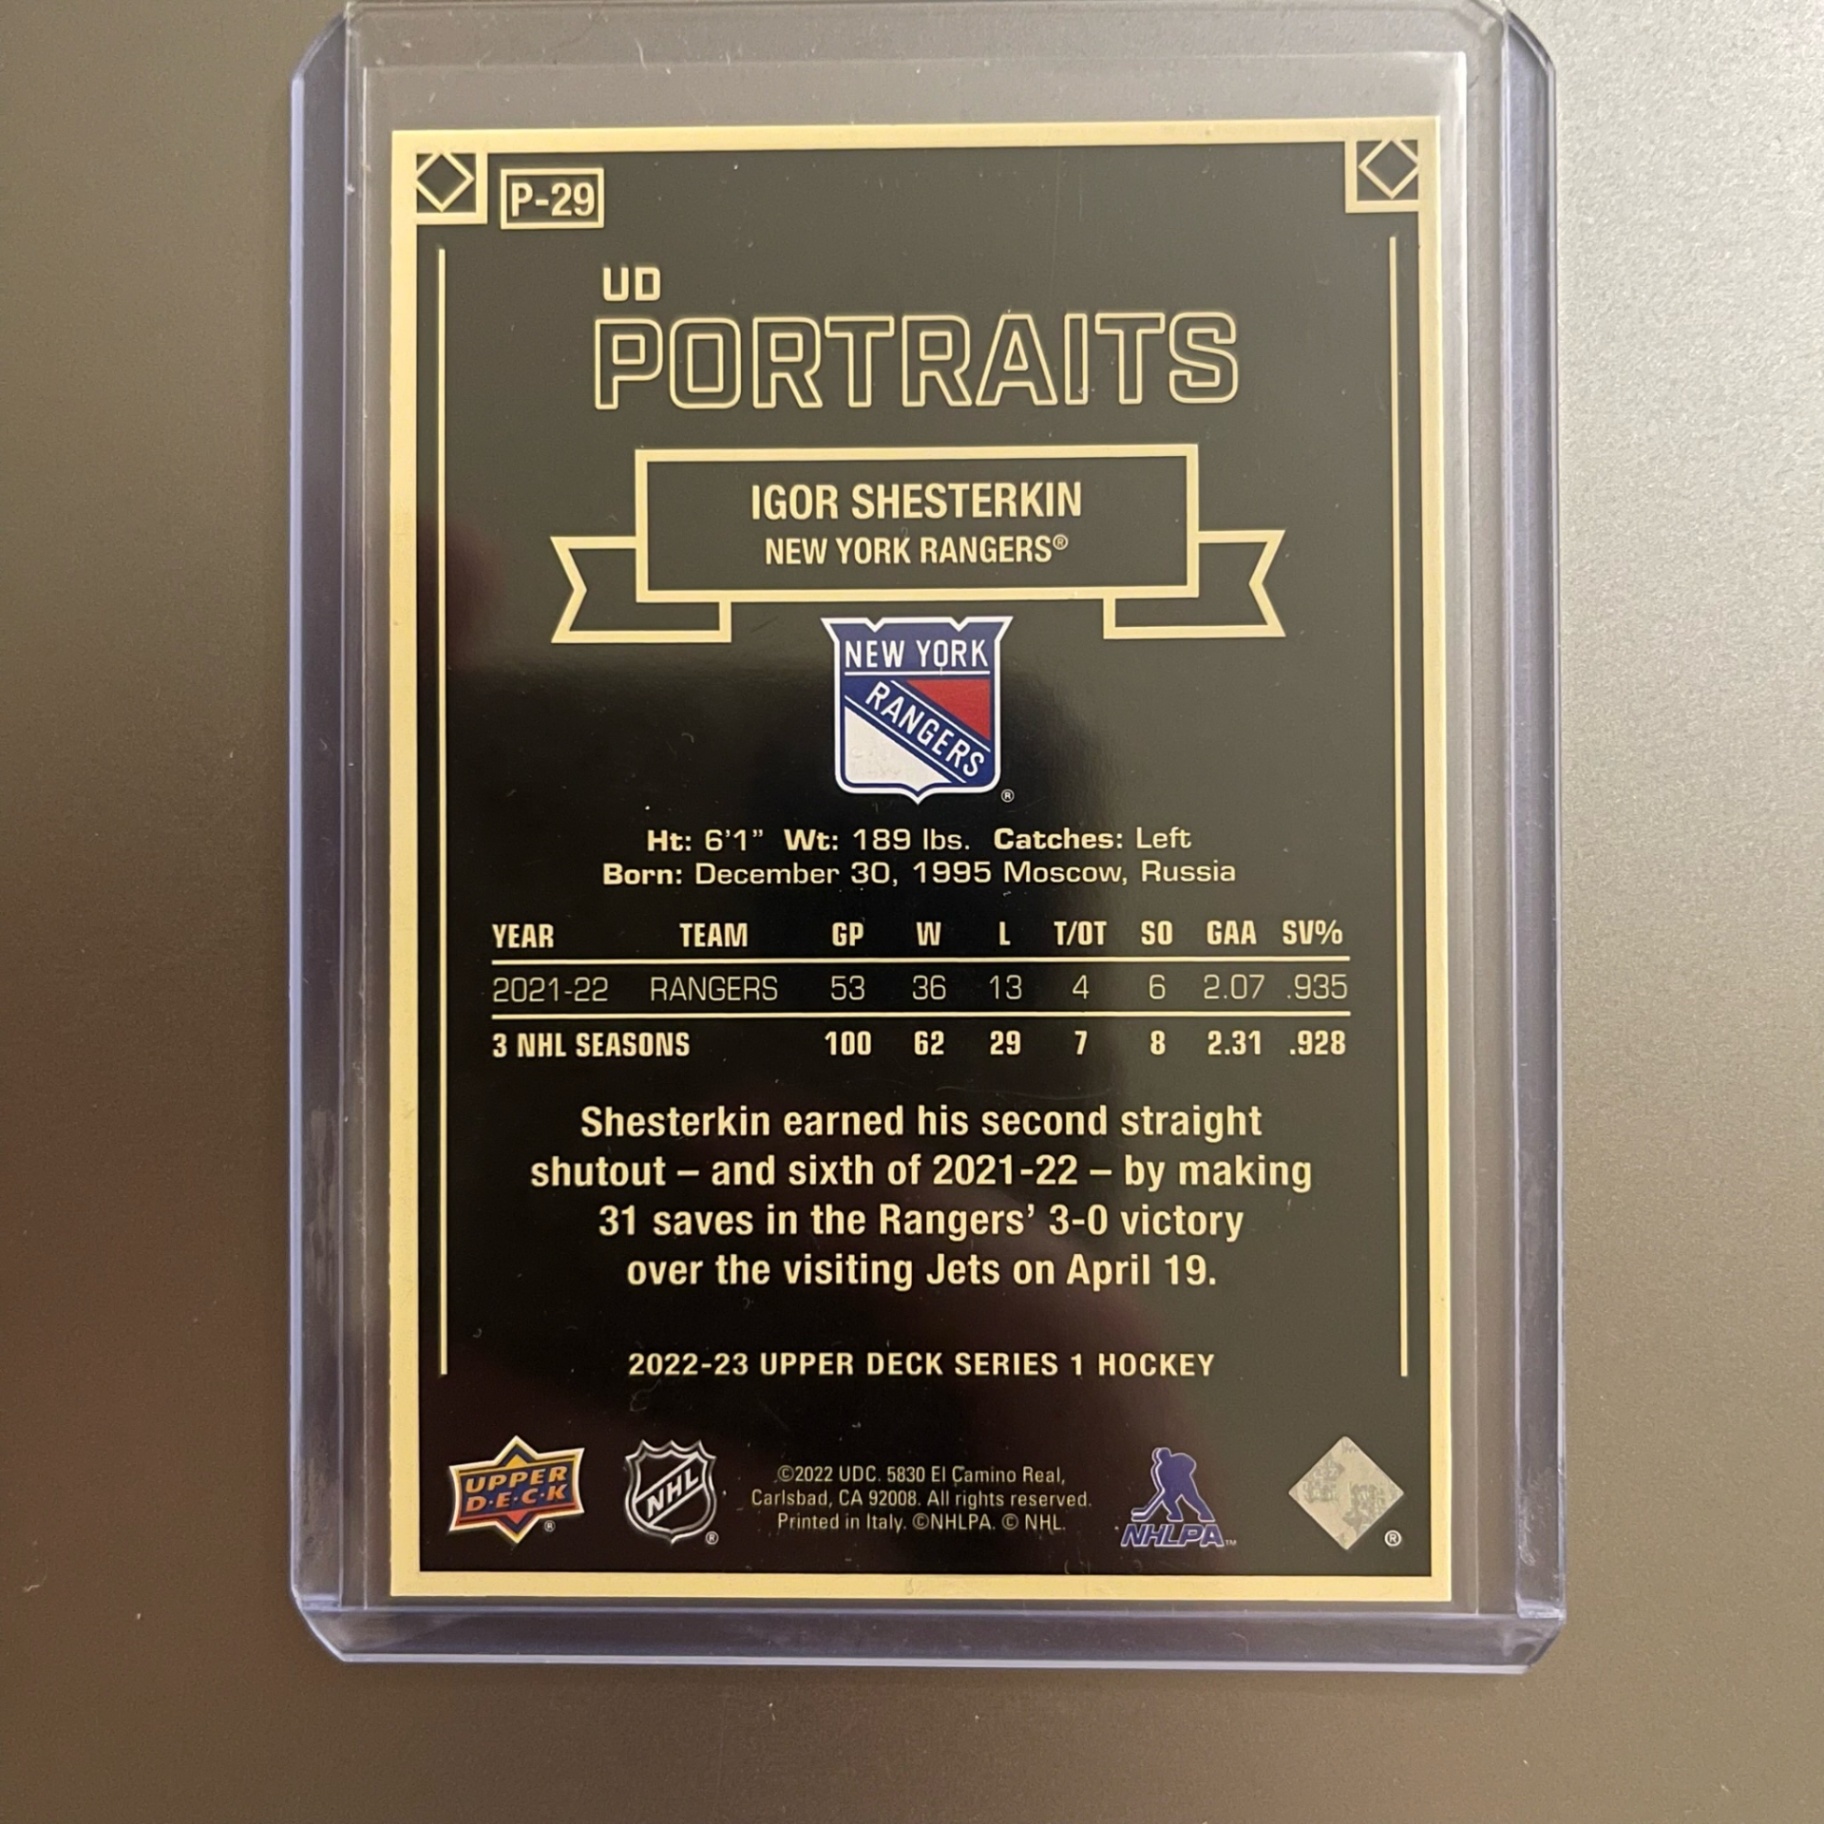 P-29
UD
PORTRAITS
IGOR SHESTERKIN
NEW YORK RANGERS®
NEW YORK
RANGERS
®
Ht: 6'1" Wt: 189 lbs. Catches: Left
Born: December 30, 1995 Moscow, Russia
YEAR TEAM GP W L T/OT SO GAA SV%
2021-22 RANGERS 53 36 13 4 6 2.07 .935
3 NHL SEASONS 100 62 29 7 8 2.31 .928
Shesterkin earned his second straight
shutout – and sixth of 2021-22 – by making
31 saves in the Rangers' 3-0 victory
over the visiting Jets on April 19.
2022-23 UPPER DECK SERIES 1 HOCKEY
UPPER
D·E·C·K
®
NHL
®
©2022 UDC. 5830 El Camino Real,
Carlsbad, CA 92008. All rights reserved.
Printed in Italy. ©NHLPA. © NHL.
NHLPA™
®